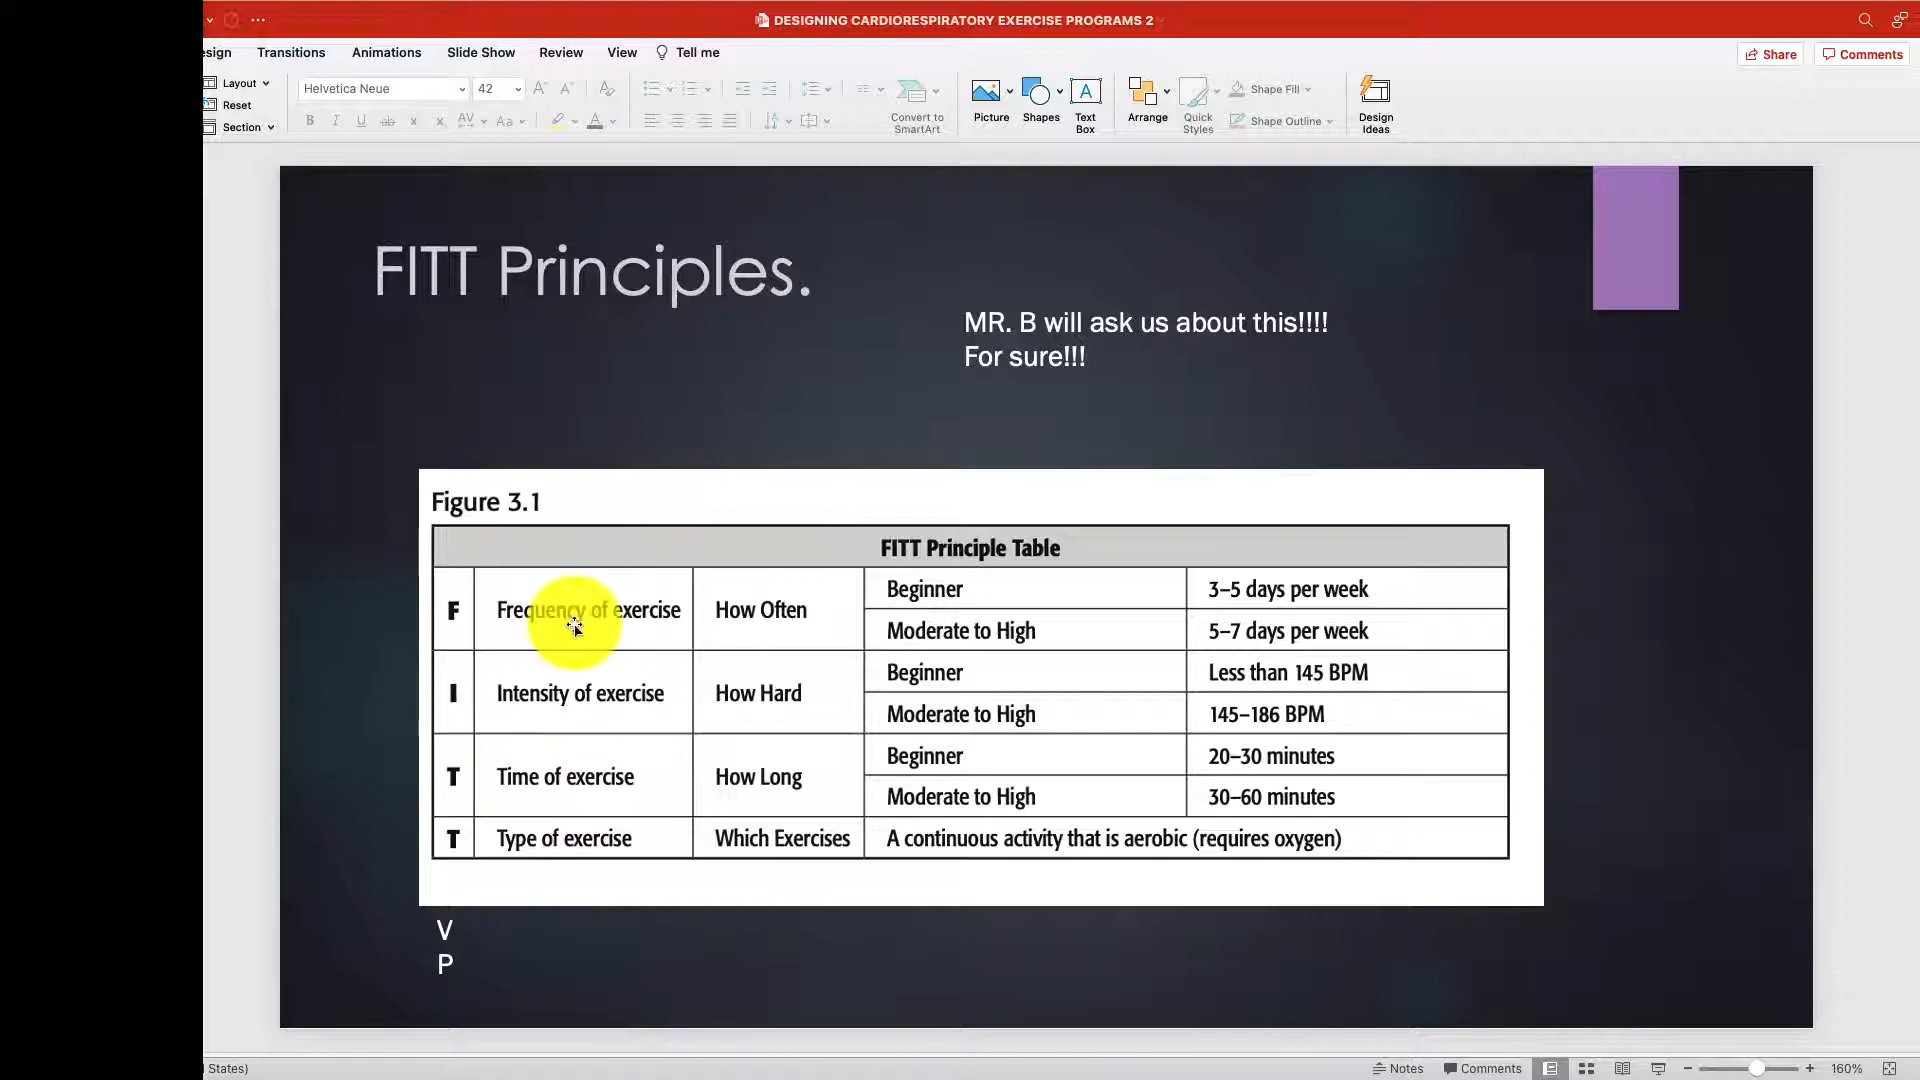 DESIGNING CARDIORESPIRATORY EXERCISE PROGRAMS 2
esign Transitions Animations Slide Show Review View Tell me Share Comments
Layout
Reset
Section
Helvetica Neue 42
B I U ab x x AV Aa A
Convert to SmartArt
Picture Shapes Text Box
Arrange Quick Styles
Shape Fill
Shape Outline
Design Ideas
FITT Principles.
MR. B will ask us about this!!!!
For sure!!!
Figure 3.1
FITT Principle Table
F Frequency of exercise How Often Beginner 3–5 days per week
Moderate to High 5–7 days per week
I Intensity of exercise How Hard Beginner Less than 145 BPM
Moderate to High 145–186 BPM
T Time of exercise How Long Beginner 20–30 minutes
Moderate to High 30–60 minutes
T Type of exercise Which Exercises A continuous activity that is aerobic (requires oxygen)
V
P
States) Notes Comments 160%